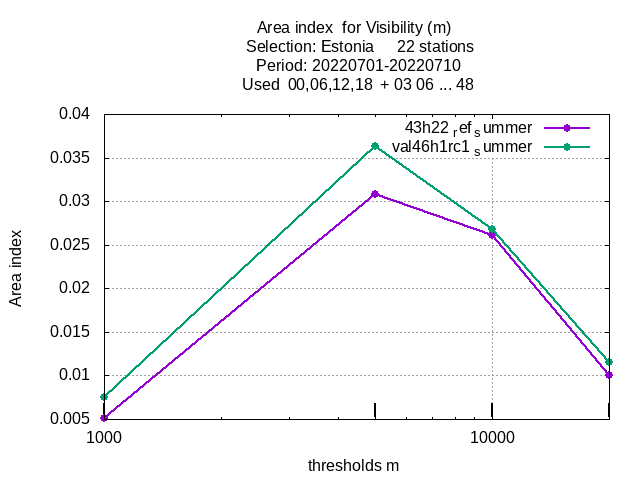 Area index for Visibility (m)
Selection: Estonia 22 stations
Period: 20220701-20220710
Used 00,06,12,18 + 03 06 ... 48
0.04
43h22 ref summer
val46h1rc1 summer
0.035
0.03
0.025
Area index
0.02
0.015
0.01
0.005
1000
10000
thresholds m